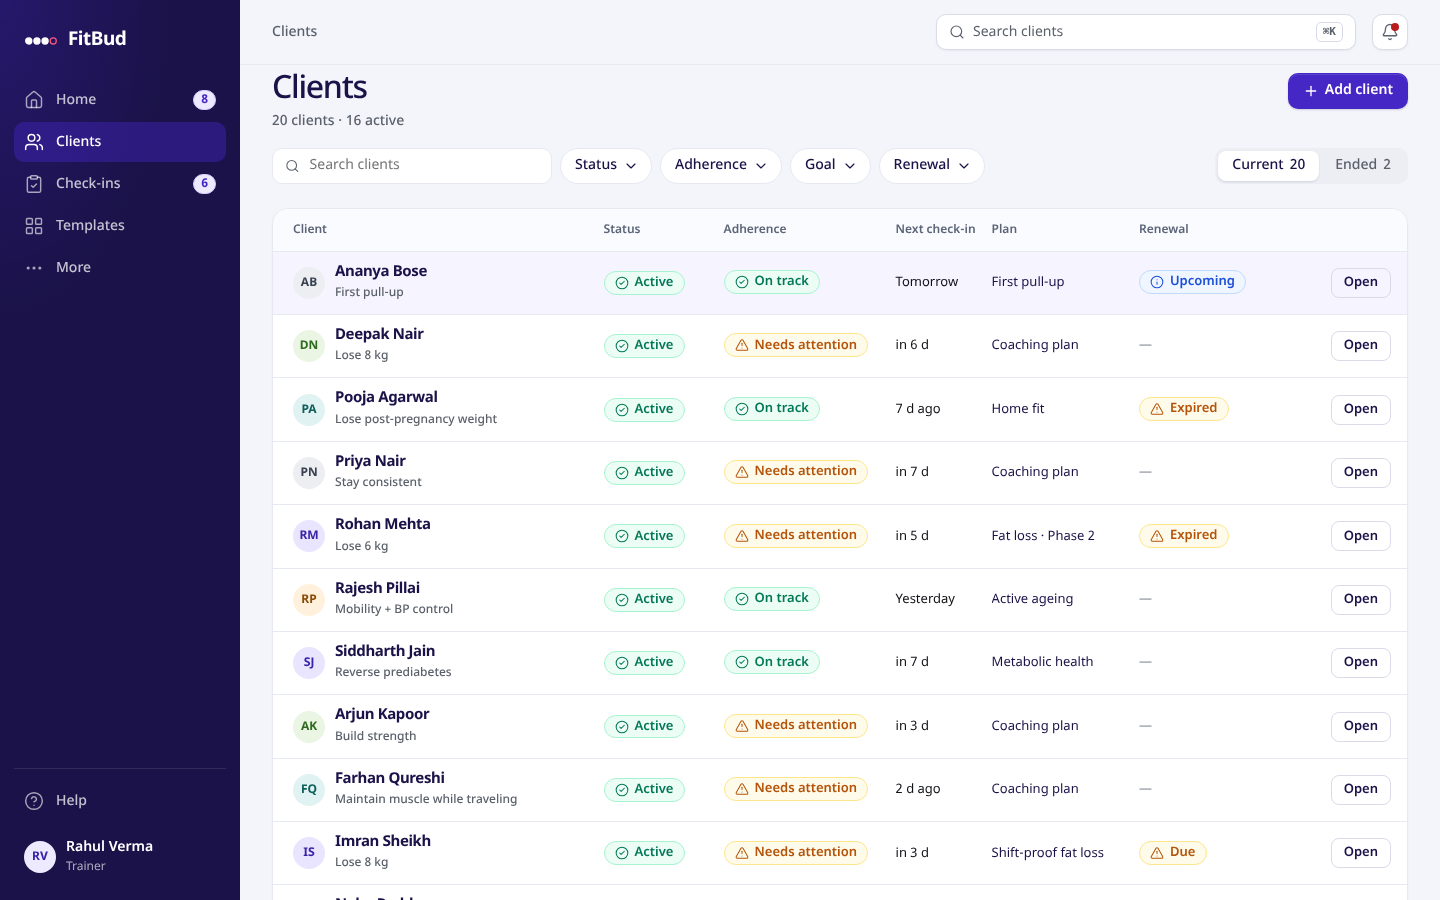 FitBud
Home 8
Clients
Check-ins 6
Templates
More
Help
RV
Rahul Verma
Trainer
Clients
Search clients ⌘K
Clients
20 clients · 16 active
Add client
Search clients
Status
Adherence
Goal
Renewal
Current 20
Ended 2
Client Status Adherence Next check-in Plan Renewal
AB Ananya Bose Active On track Tomorrow First pull-up Upcoming Open
First pull-up
DN Deepak Nair Active Needs attention in 6 d Coaching plan — Open
Lose 8 kg
PA Pooja Agarwal Active On track 7 d ago Home fit Expired Open
Lose post-pregnancy weight
PN Priya Nair Active Needs attention in 7 d Coaching plan — Open
Stay consistent
RM Rohan Mehta Active Needs attention in 5 d Fat loss · Phase 2 Expired Open
Lose 6 kg
RP Rajesh Pillai Active On track Yesterday Active ageing — Open
Mobility + BP control
SJ Siddharth Jain Active On track in 7 d Metabolic health — Open
Reverse prediabetes
AK Arjun Kapoor Active Needs attention in 3 d Coaching plan — Open
Build strength
FQ Farhan Qureshi Active Needs attention 2 d ago Coaching plan — Open
Maintain muscle while traveling
IS Imran Sheikh Active Needs attention in 3 d Shift-proof fat loss Due Open
Lose 8 kg